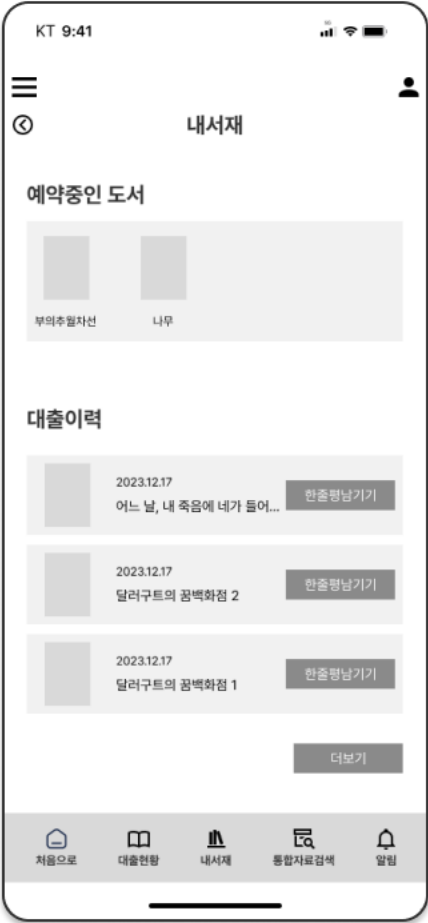 KT 9:41
내서재
예약중인 도서
부의추월차선
나무
대출이력
2023.12.17
어느 날, 내 죽음에 네가 들어...
한줄평남기기
2023.12.17
달러구트의 꿈백화점 2
한줄평남기기
2023.12.17
달러구트의 꿈백화점 1
한줄평남기기
더보기
처음으로
대출현황
내서재
통합자료검색
알림